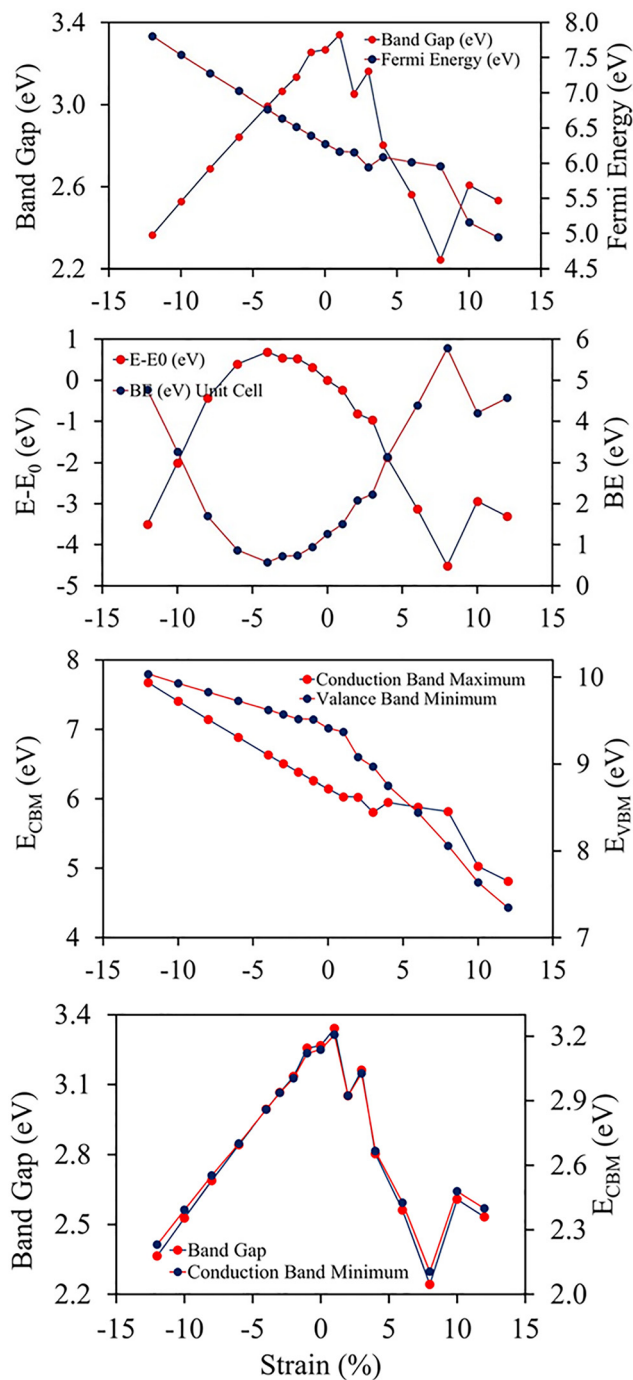 3.4
3.0
2.6
2.2
Band Gap (eV)
Band Gap (eV)
Fermi Energy (eV)
8.0
7.5
7.0
6.5
6.0
5.5
5.0
4.5
Fermi Energy (eV)
-15 -10 -5 0 5 10 15
1
0
-1
-2
-3
-4
-5
E-E0 (eV)
E-E0 (eV)
BE (eV) Unit Cell
6
5
4
3
2
1
0
BE (eV)
-15 -10 -5 0 5 10 15
8
7
6
5
4
ECBM (eV)
Conduction Band Maximum
Valance Band Minimum
10
9
8
7
EVBM (eV)
-15 -10 -5 0 5 10 15
3.4
3.1
2.8
2.5
2.2
Band Gap (eV)
Band Gap
Conduction Band Minimum
3.2
2.9
2.6
2.3
2.0
ECBM (eV)
-15 -10 -5 0 5 10 15
Strain (%)